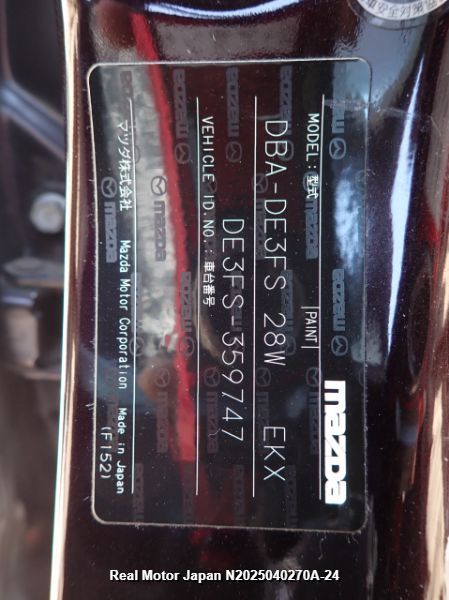 mazda
MODEL: 型式 PAINT
DBA-DE3FS 28W EKX
VEHICLE ID.NO.: 車台番号
DE3FS 359747
マツダ株式会社 Mazda Motor Corporation Made in Japan
(F152)
Real Motor Japan N2025040270A-24